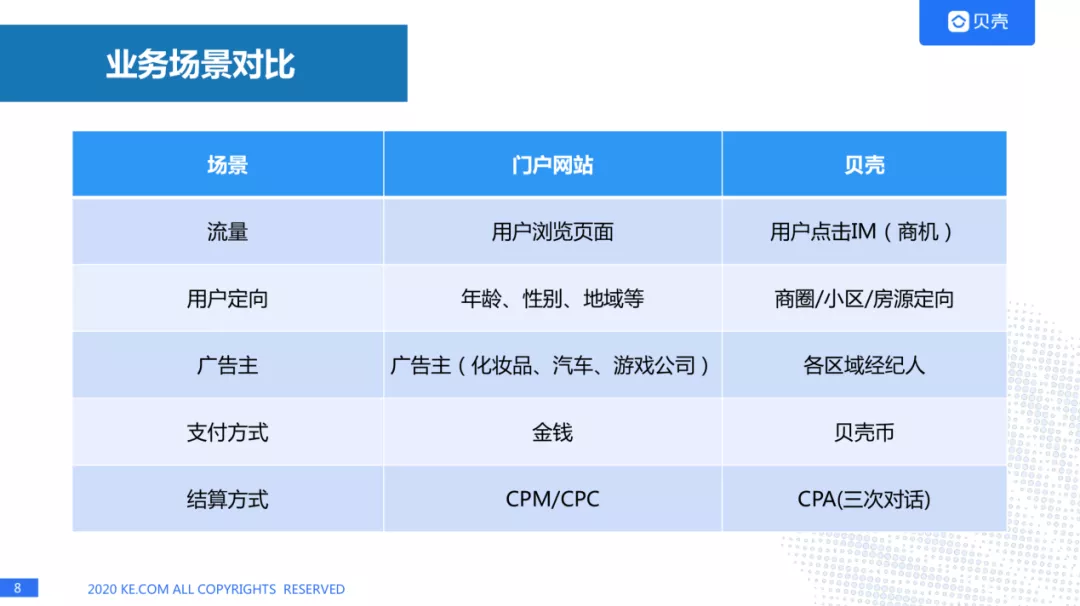 贝壳
业务场景对比
场景 门户网站 贝壳
流量 用户浏览页面 用户点击IM（商机）
用户定向 年龄、性别、地域等 商圈/小区/房源定向
广告主 广告主（化妆品、汽车、游戏公司） 各区域经纪人
支付方式 金钱 贝壳币
结算方式 CPM/CPC CPA(三次对话)
8 2020 KE.COM ALL COPYRIGHTS RESERVED